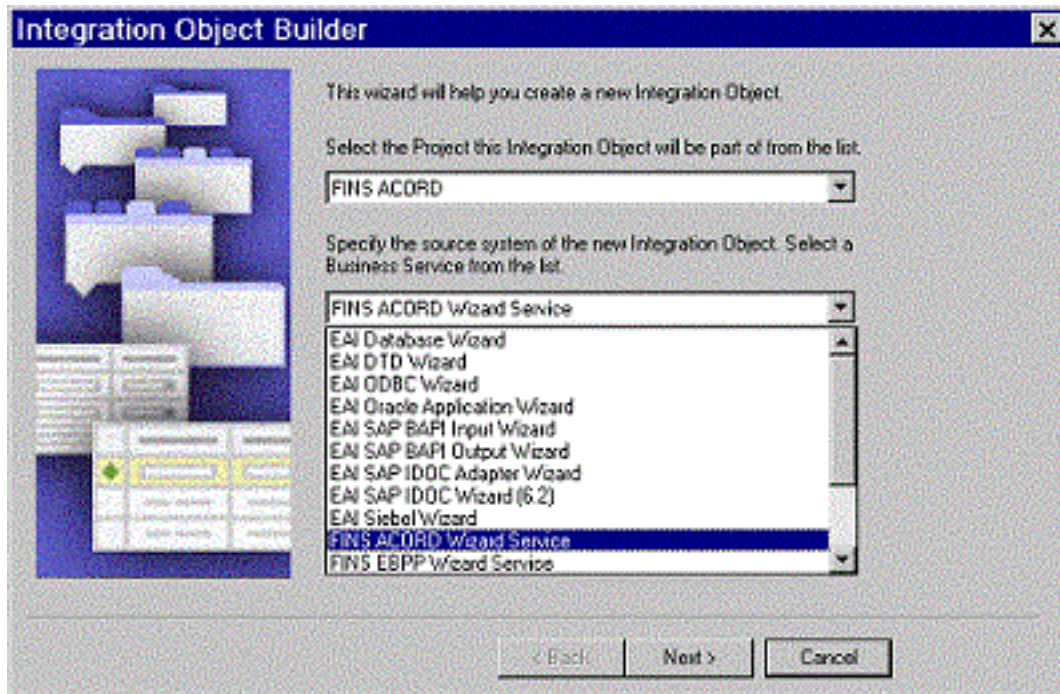 Integration Object Builder
This wizard will help you create a new Integration Object.
Select the Project this Integration Object will be part of from the list.
FINS ACORD
Specify the source system of the new Integration Object. Select a
Business Service from the list.
FINS ACORD Wizard Service
EAI Database Wizard
EAI DTD Wizard
EAI ODBC Wizard
EAI Oracle Application Wizard
EAI SAP BAPI Input Wizard
EAI SAP BAPI Output Wizard
EAI SAP IDOC Adapter Wizard
EAI SAP IDOC Wizard (6.2)
EAI Siebel Wizard
FINS ACORD Wizard Service
FINS EBPP Wizard Service
< Back
Next >
Cancel